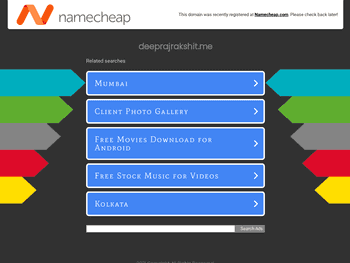 namecheap
This domain was recently registered at Namecheap.com. Please check back later!
deeprajrakshit.me
Related searches
Mumbai
Client Photo Gallery
Free Movies Download for
Android
Free Stock Music for Videos
Kolkata
Search Ads